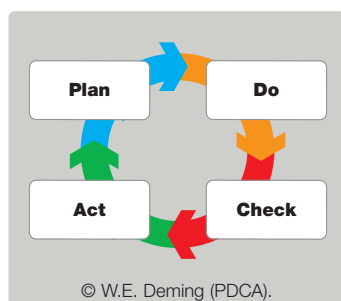 Plan
Do
Act
Check
© W.E. Deming (PDCA).